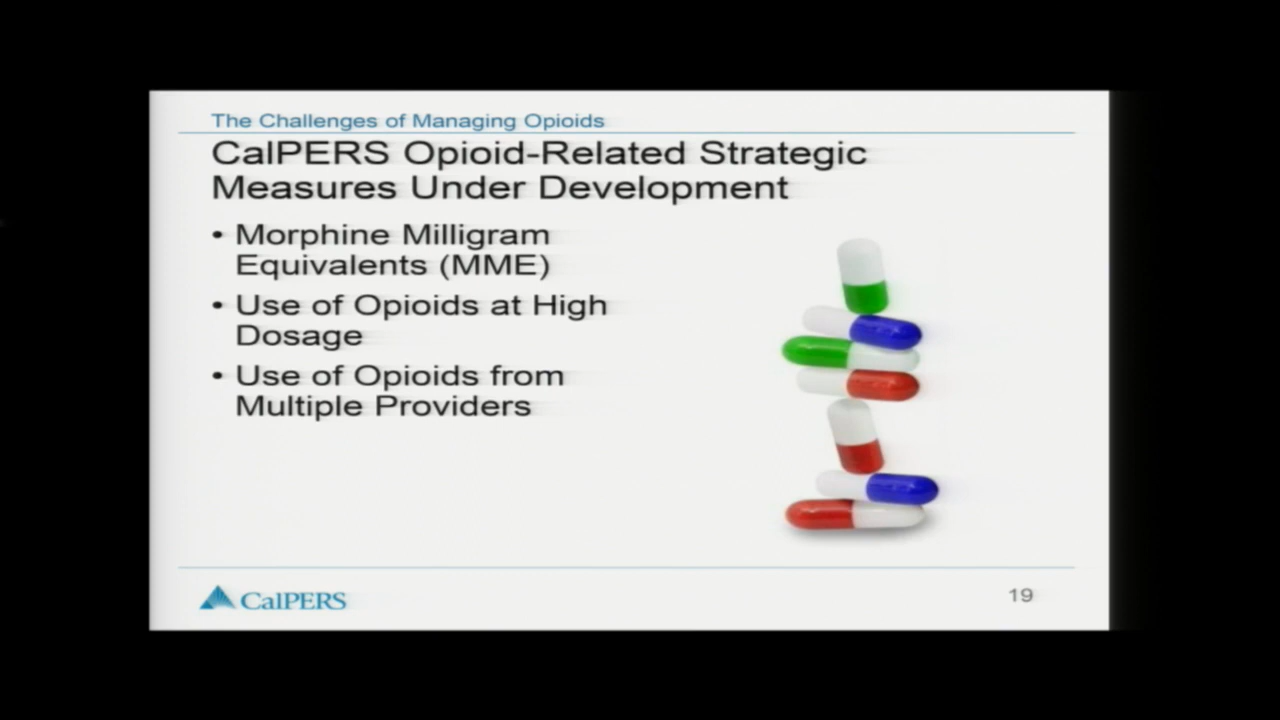 The Challenges of Managing Opioids
CalPERS Opioid-Related Strategic
Measures Under Development
• Morphine Milligram
Equivalents (MME)
• Use of Opioids at High
Dosage
• Use of Opioids from
Multiple Providers
CalPERS
19